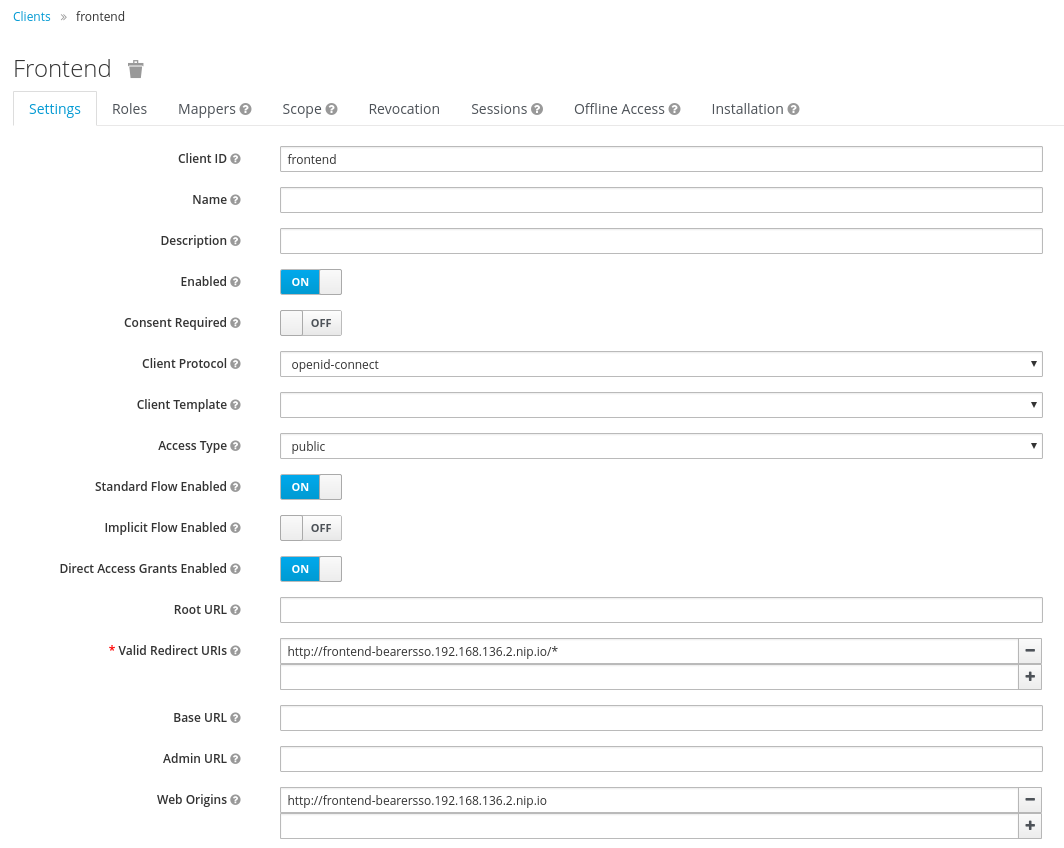 Clients » frontend
Frontend
Settings Roles Mappers Scope Revocation Sessions Offline Access Installation
Client ID frontend
Name
Description
Enabled ON
Consent Required OFF
Client Protocol openid-connect
Client Template
Access Type public
Standard Flow Enabled ON
Implicit Flow Enabled OFF
Direct Access Grants Enabled ON
Root URL
* Valid Redirect URIs http://frontend-bearersso.192.168.136.2.nip.io/*
Base URL
Admin URL
Web Origins http://frontend-bearersso.192.168.136.2.nip.io